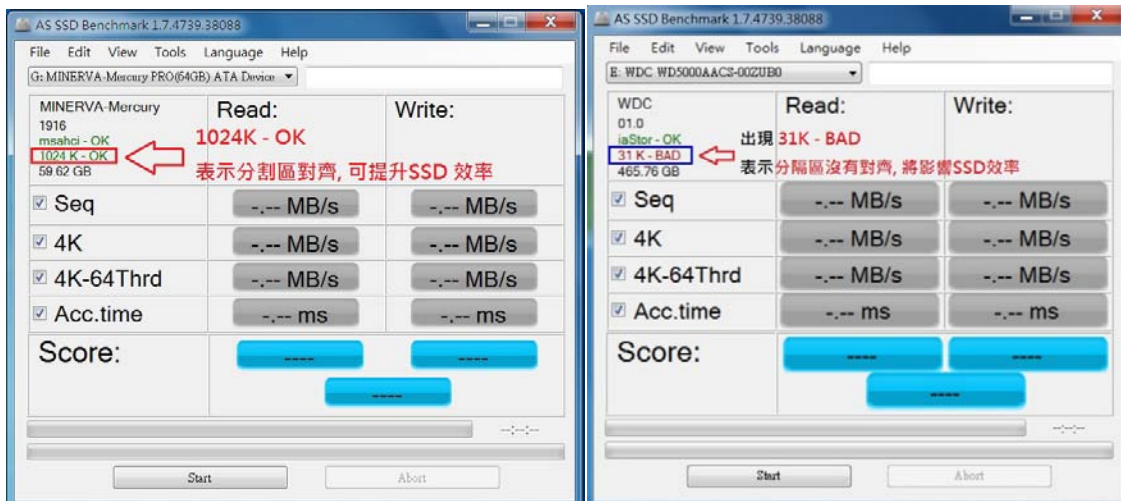 AS SSD Benchmark 1.7.4739.38088
File Edit View Tools Language Help
G: MINERVA-Mercury PRO(64GB) ATA Device
MINERVA-Mercury
1916
msahci - OK
1024 K - OK
59.62 GB
Read:
Write:
1024K - OK
表示分割區對齊, 可提升SSD 效率
Seq
-.-- MB/s
-.-- MB/s
4K
-.-- MB/s
-.-- MB/s
4K-64Thrd
-.-- MB/s
-.-- MB/s
Acc.time
-.-- ms
-.-- ms
Score:
----
----
----
--:--:--
Start
Abort
AS SSD Benchmark 1.7.4739.38088
File Edit View Tools Language Help
E: WDC WD5000AACS-00ZUB0
WDC
01.0
iaStor - OK
31 K - BAD
465.76 GB
Read:
Write:
出現 31K - BAD
表示分隔區沒有對齊, 將影響SSD效率
Seq
-.-- MB/s
-.-- MB/s
4K
-.-- MB/s
-.-- MB/s
4K-64Thrd
-.-- MB/s
-.-- MB/s
Acc.time
-.-- ms
-.-- ms
Score:
----
----
----
--:--:--
Start
Abort